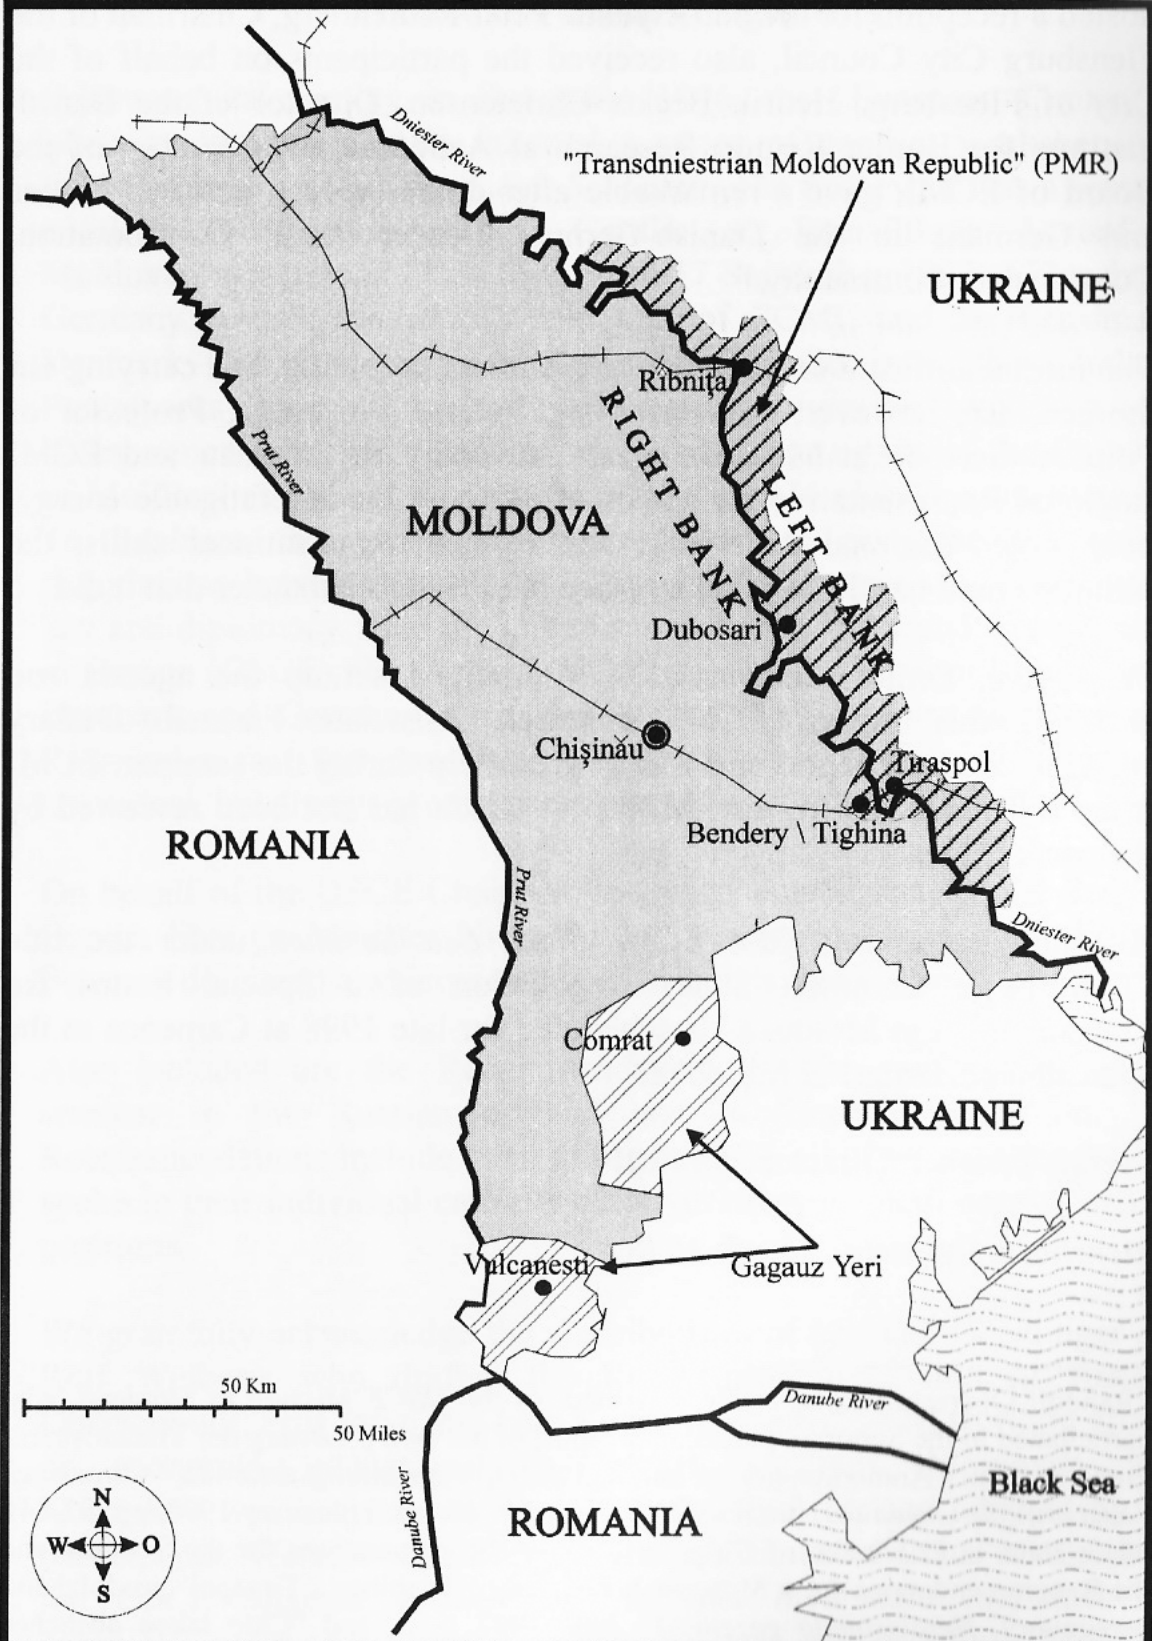 Dniester River
"Transdniestrian Moldovan Republic" (PMR)
UKRAINE
Ribnița
RIGHT BANK
LEFT BANK
Prut River
MOLDOVA
Dubosari
Chişinău
Tiraspol
Bendery \ Tighina
ROMANIA
Prut River
Dniester River
Comrat
UKRAINE
Vulcanesti
Gagauz Yeri
50 Km
50 Miles
Danube River
Danube River
Black Sea
ROMANIA
N
W O
S